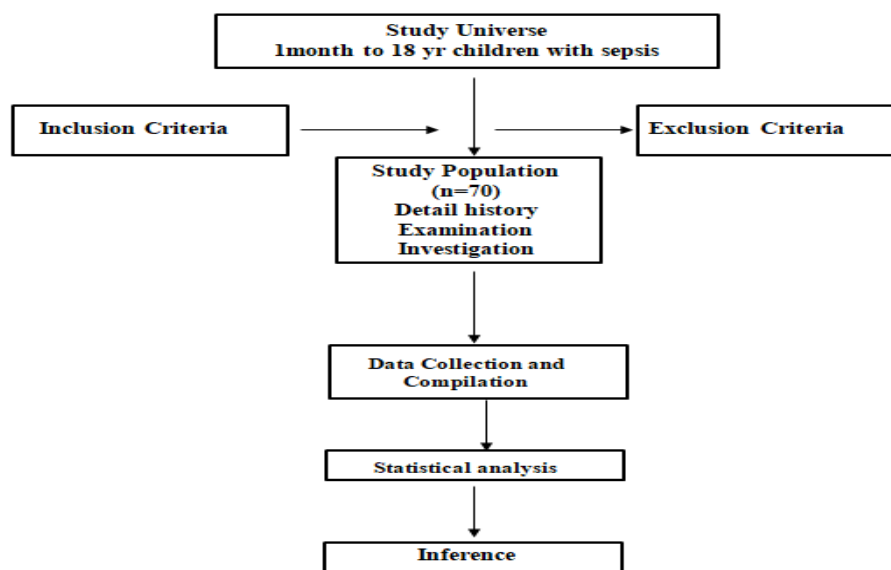 Study Universe
1month to 18 yr children with sepsis
Inclusion Criteria
Exclusion Criteria
Study Population
(n=70)
Detail history
Examination
Investigation
Data Collection and
Compilation
Statistical analysis
Inference